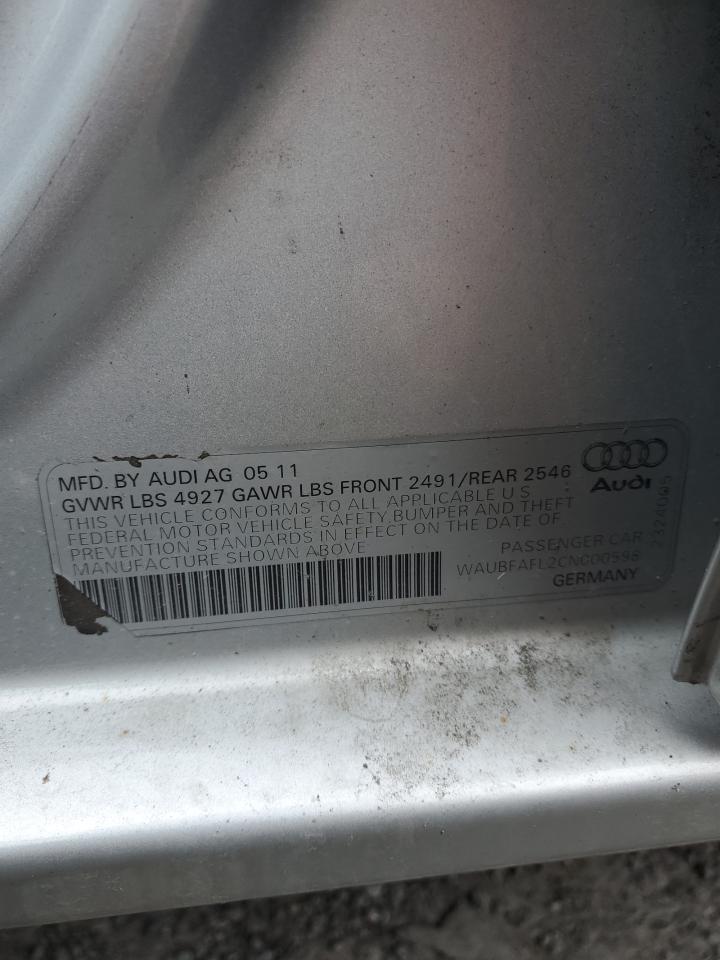 MFD. BY AUDI AG 05 11
GVWR LBS 4927 GAWR LBS FRONT 2491/REAR 2546
THIS VEHICLE CONFORMS TO ALL APPLICABLE U S
FEDERAL MOTOR VEHICLE SAFETY, BUMPER AND THEFT
PREVENTION STANDARDS IN EFFECT ON THE DATE OF
MANUFACTURE SHOWN ABOVE
Audi
PASSENGER CAR
GERMANY